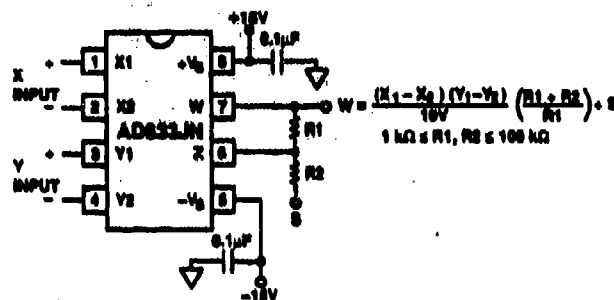 +15V
0.1μF
X
INPUT
+
−
Y
INPUT
+
−
1 X1
2 X2
3 Y1
4 Y2
AD633JN
+VS 8
W 7
Z 6
−VS 5
R1
R2
S
W = (X1 − X2) (Y1 − Y2) / 10V (R1 + R2 / R1) + S
1 kΩ ≤ R1, R2 ≤ 100 kΩ
0.1μF
−15V